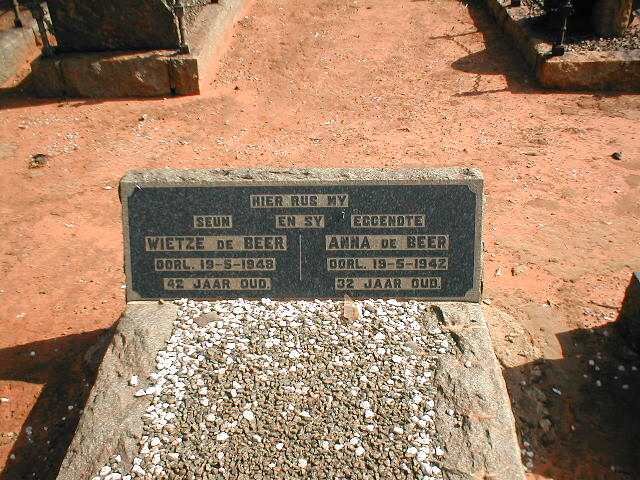 HIER RUS MY
SEUN EN SY EGGENOTE
WIETZE DE BEER ANNA DE BEER
OORL. 19-5-1948 OORL. 19-5-1942
42 JAAR OUD. 32 JAAR OUD.